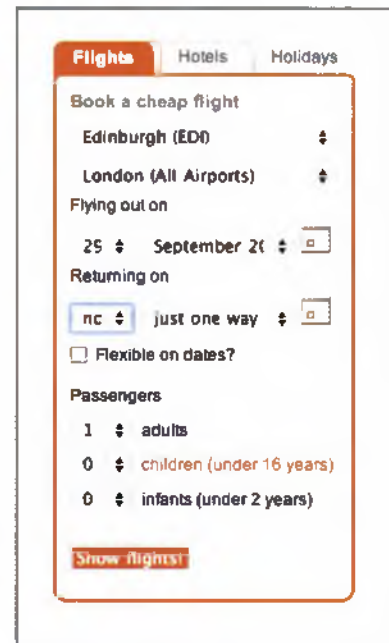 Flights Hotels Holidays
Book a cheap flight
Edinburgh (EDI)
London (All Airports)
Flying out on
29 September 20
Returning on
nc just one way
Flexible on dates?
Passengers
1 adults
0 children (under 16 years)
0 infants (under 2 years)
Show flights!